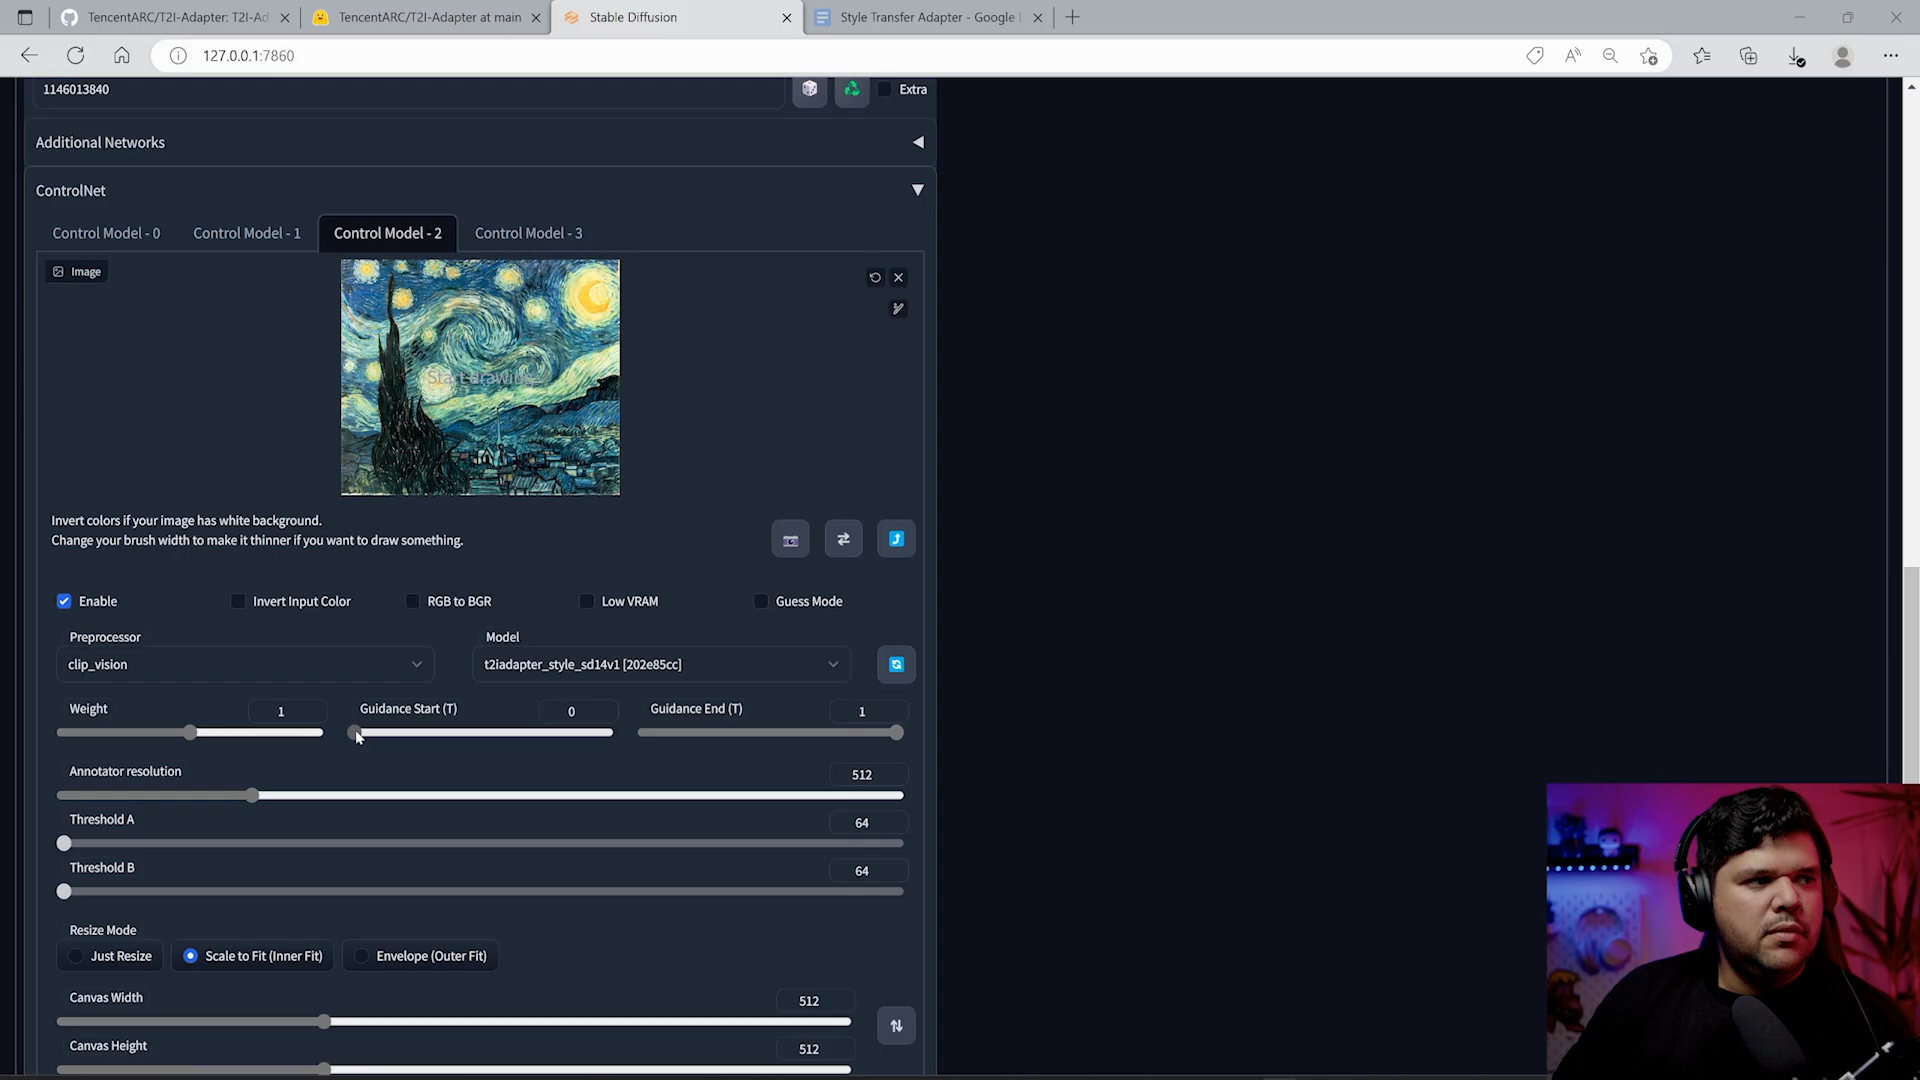 TencentARC/T2I-Adapter: T2I-Ad
TencentARC/T2I-Adapter at main
Stable Diffusion
Style Transfer Adapter - Google
127.0.0.1:7860
1146013840
Extra
Additional Networks
ControlNet
Control Model - 0
Control Model - 1
Control Model - 2
Control Model - 3
Image
Start drawing
Invert colors if your image has white background.
Change your brush width to make it thinner if you want to draw something.
Enable
Invert Input Color
RGB to BGR
Low VRAM
Guess Mode
Preprocessor
Model
clip_vision
t2iadapter_style_sd14v1 [202e85cc]
Weight
1
Guidance Start (T)
0
Guidance End (T)
1
Annotator resolution
512
Threshold A
64
Threshold B
64
Resize Mode
Just Resize
Scale to Fit (Inner Fit)
Envelope (Outer Fit)
Canvas Width
512
Canvas Height
512